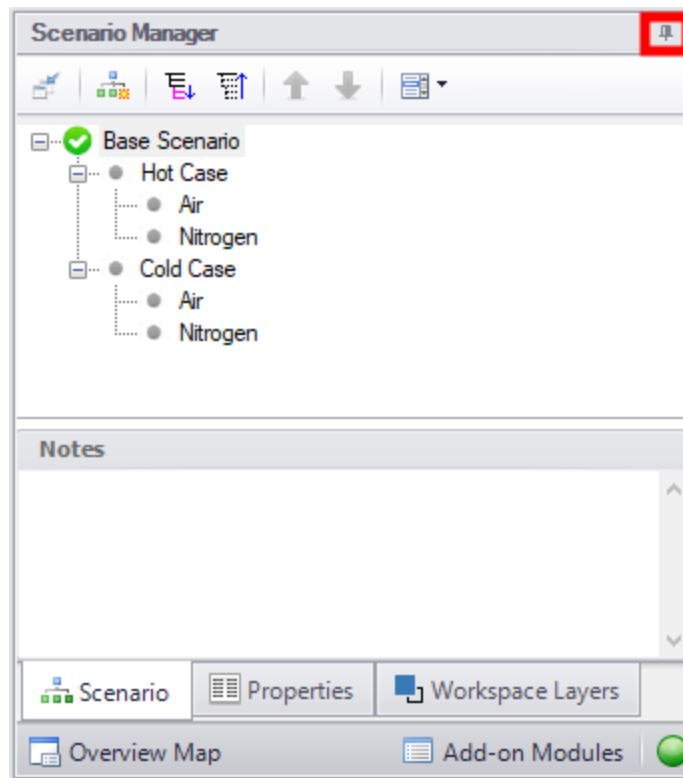 Scenario Manager
Base Scenario
Hot Case
Air
Nitrogen
Cold Case
Air
Nitrogen
Notes
Scenario Properties Workspace Layers
Overview Map Add-on Modules